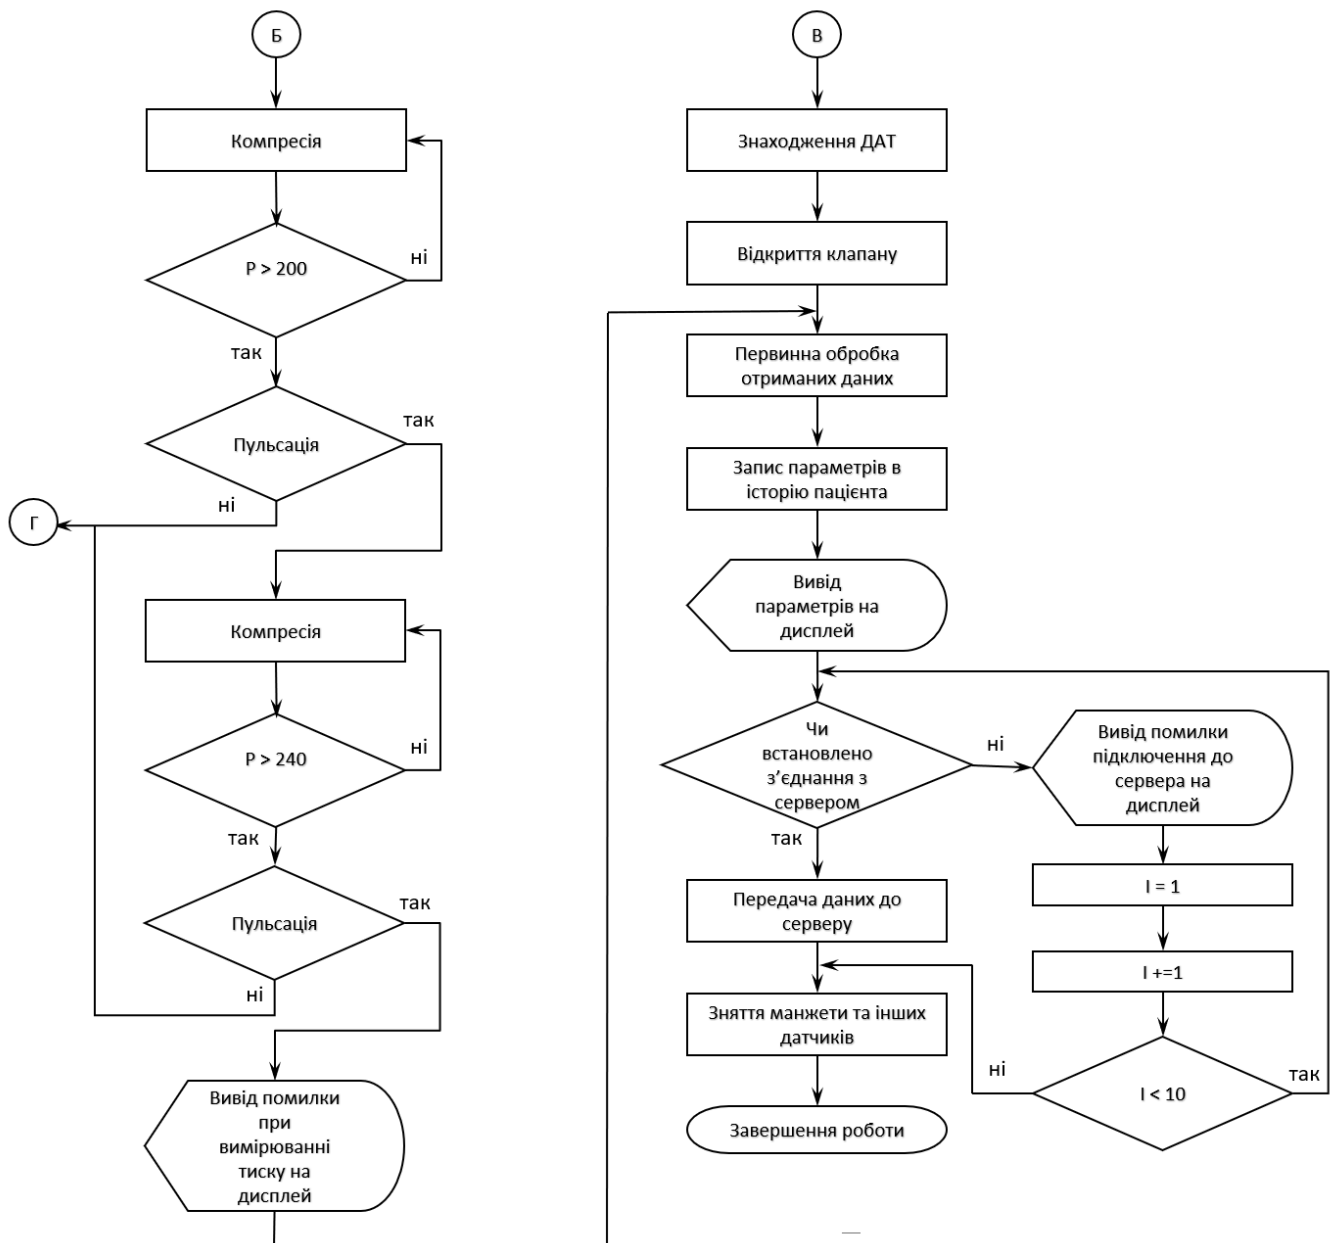 Б
Компресія
P > 200
ні
так
Пульсація
так
ні
Г
Компресія
P > 240
ні
так
Пульсація
так
ні
Вивід помилки
при
вимірюванні
тиску на
дисплей
В
Знаходження ДАТ
Відкриття клапану
Первинна обробка
отриманих даних
Запис параметрів в
історію пацієнта
Вивід
параметрів на
дисплей
Чи
встановлено
з’єднання з
сервером
ні
Вивід помилки
підключення до
сервера на
дисплей
так
I = 1
Передача даних до
серверу
I +=1
Зняття манжети та інших
датчиків
ні
I < 10
так
Завершення роботи